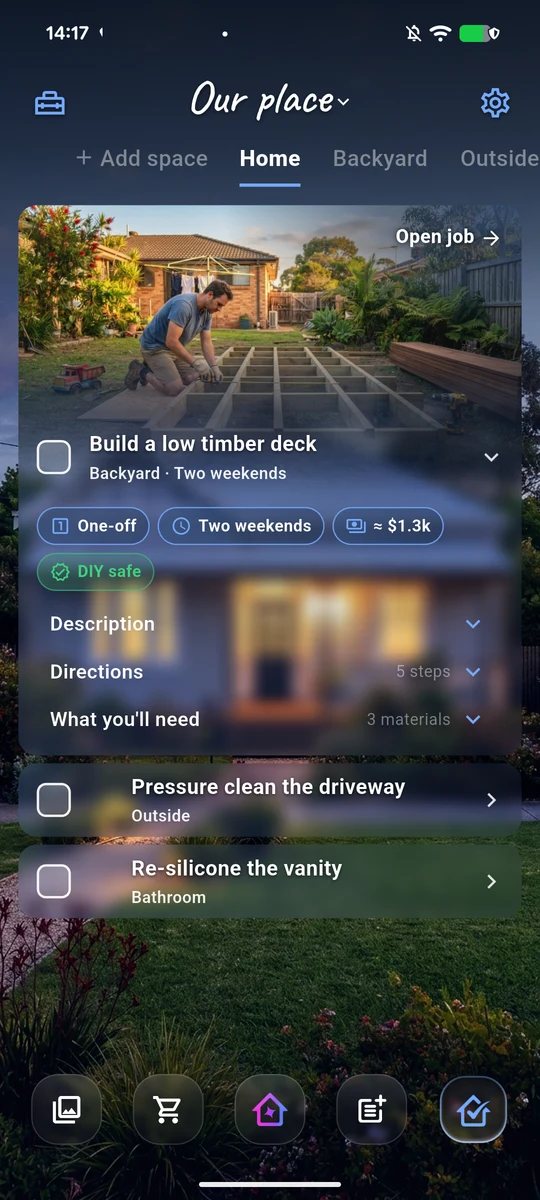 14:17
Our place
+ Add space Home Backyard Outside
Open job →
Build a low timber deck
Backyard · Two weekends
1 One-off Two weekends ≈ $1.3k
DIY safe
Description
Directions 5 steps
What you'll need 3 materials
Pressure clean the driveway
Outside
Re-silicone the vanity
Bathroom